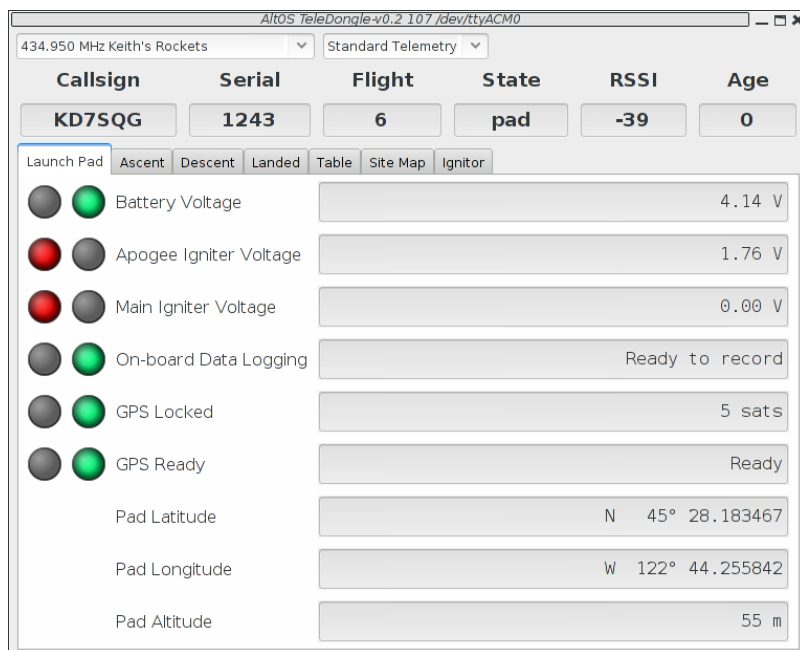 AltOS TeleDongle-v0.2 107 /dev/ttyACM0
434.950 MHz Keith's Rockets Standard Telemetry
Callsign Serial Flight State RSSI Age
KD7SQG 1243 6 pad -39 0
Launch Pad Ascent Descent Landed Table Site Map Ignitor
Battery Voltage 4.14 V
Apogee Igniter Voltage 1.76 V
Main Igniter Voltage 0.00 V
On-board Data Logging Ready to record
GPS Locked 5 sats
GPS Ready Ready
Pad Latitude N 45° 28.183467
Pad Longitude W 122° 44.255842
Pad Altitude 55 m